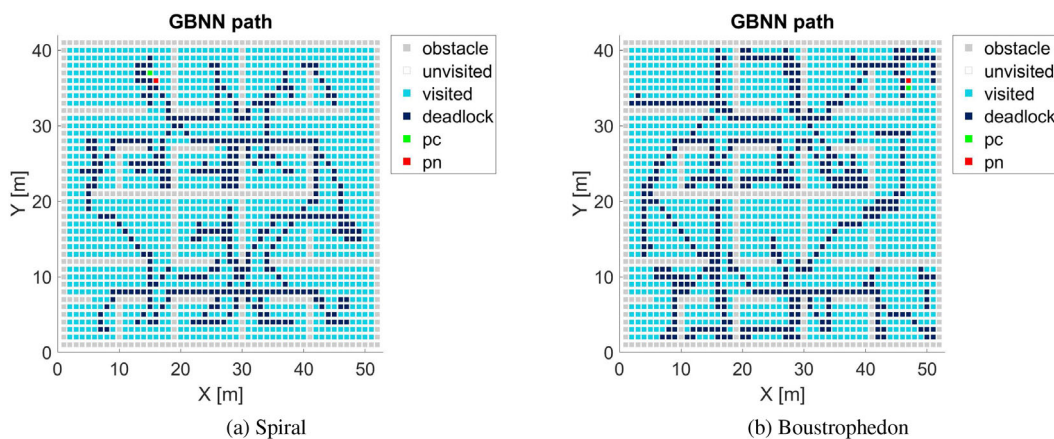 GBNN path
40
30
20
10
0
Y [m]
0 10 20 30 40 50
X [m]
obstacle
unvisited
visited
deadlock
pc
pn
(a) Spiral
GBNN path
40
30
20
10
0
Y [m]
0 10 20 30 40 50
X [m]
obstacle
unvisited
visited
deadlock
pc
pn
(b) Boustrophedon